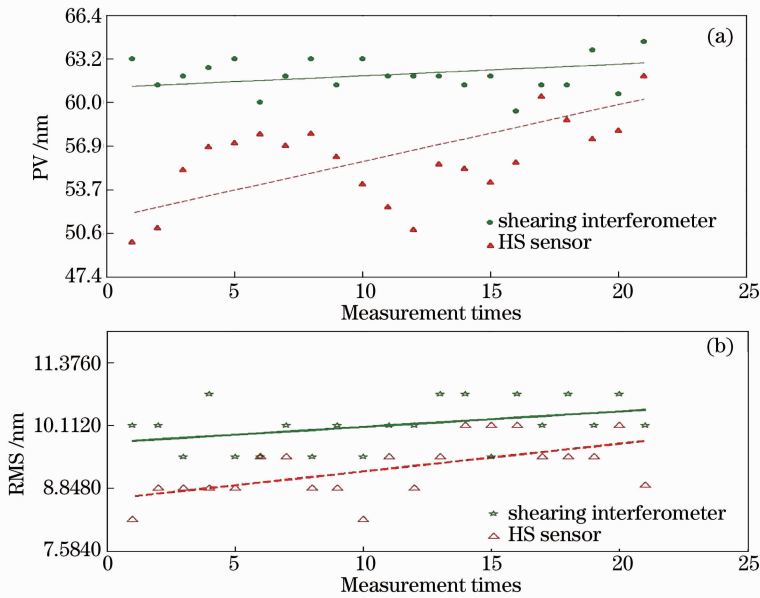 66.4
(a)
63.2
60.0
56.9
53.7
50.6
47.4
PV /nm
shearing interferometer
HS sensor
0 5 10 15 20 25
Measurement times
(b)
11.3760
10.1120
8.8480
7.5840
RMS /nm
shearing interferometer
HS sensor
0 5 10 15 20 25
Measurement times